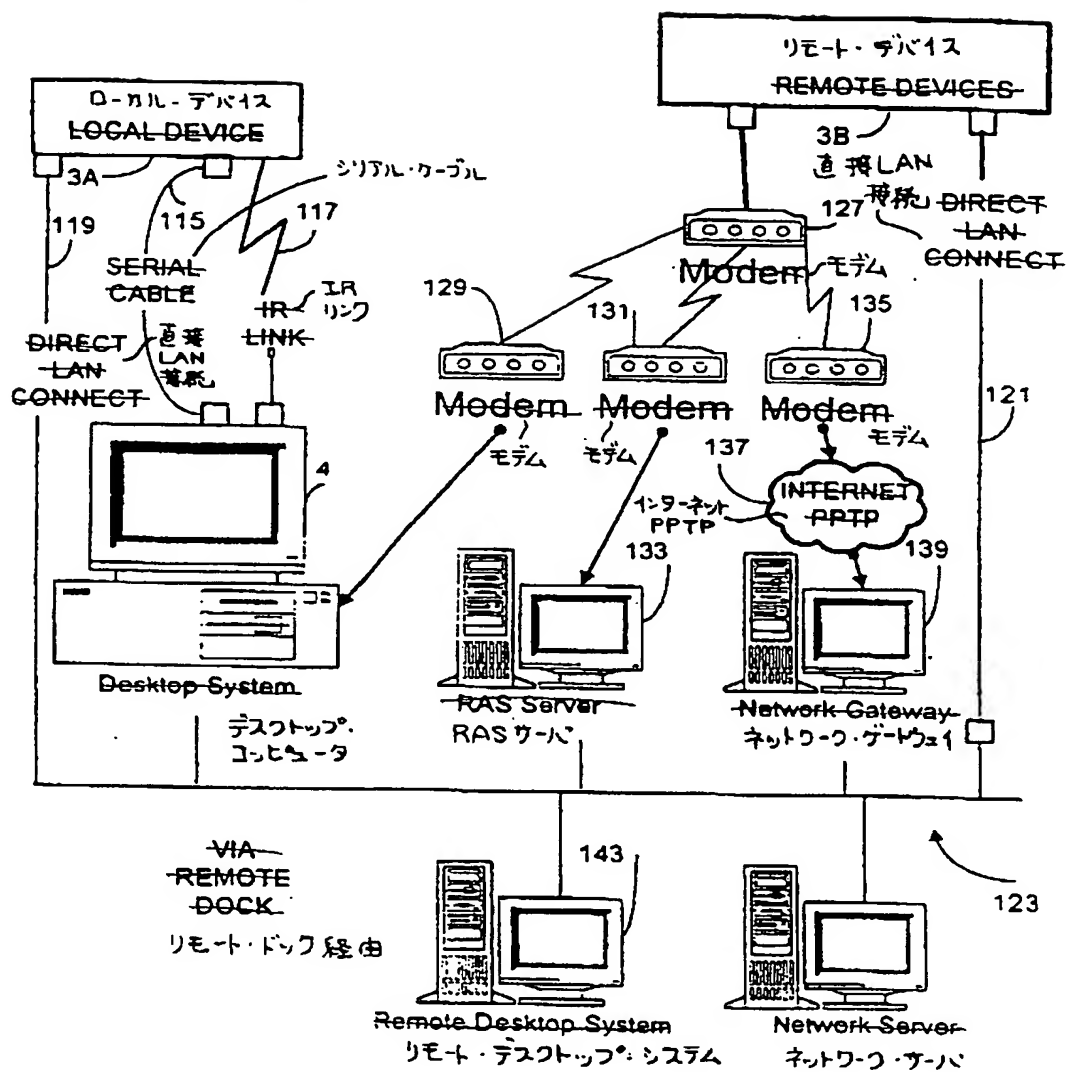 リモート・デバイス
REMOTE DEVICES
ローカル-デバイス
LOCAL DEVICE
3A
3B
シリアル・ケーブル
直接LAN
接続
DIRECT
LAN
CONNECT
119
115
117
127
SERIAL
CABLE
IR
LINK
IR
リンク
Modem
モデム
129
131
135
DIRECT
LAN
CONNECT
直接
LAN
接続
Modem
モデム
Modem
モデム
Modem
モデム
121
4
137
INTERNET
PPTP
インターネット
PPTP
133
139
Desktop System
デスクトップ・
コンピュータ
RAS Server
RASサーバ
Network Gateway
ネットワーク・ゲートウェイ
VIA
REMOTE
DOCK
リモート・ドック経由
143
123
Remote Desktop System
リモート・デスクトップ・システム
Network Server
ネットワーク・サーバ